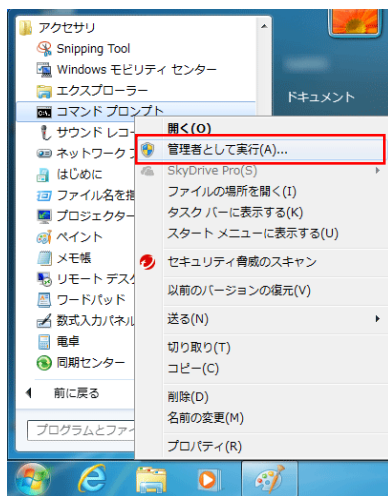 アクセサリ
Snipping Tool
Windows モビリティ センター
エクスプローラー
コマンド プロンプト
サウンド レコー
ネットワーク
はじめに
ファイル名を指
プロジェクター
ペイント
メモ帳
リモート デスク
ワードパッド
数式入力パネル
電卓
同期センター
前に戻る
プログラムとファイ
ドキュメント
開く(O)
管理者として実行(A)...
SkyDrive Pro(S)
ファイルの場所を開く(I)
タスク バーに表示する(K)
スタート メニューに表示する(U)
セキュリティ脅威のスキャン
以前のバージョンの復元(V)
送る(N)
切り取り(T)
コピー(C)
削除(D)
名前の変更(M)
プロパティ(R)